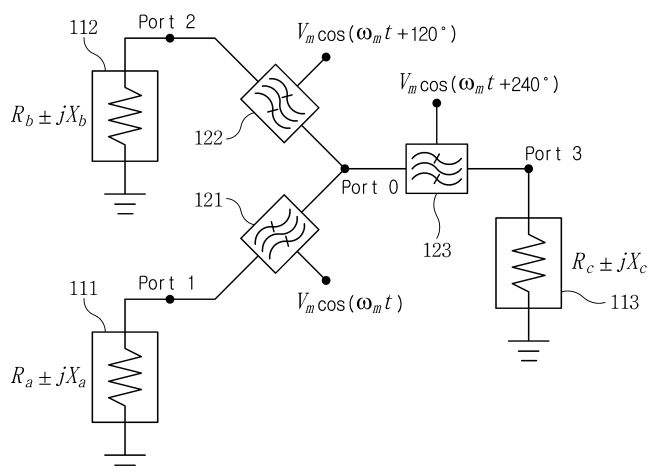 112
Port 2
V_m cos(ω_m t+120°)
R_b ± jX_b
122
V_m cos(ω_m t+240°)
Port 3
Port 0
121
123
R_c ± jX_c
113
Port 1
V_m cos(ω_m t)
111
R_a ± jX_a